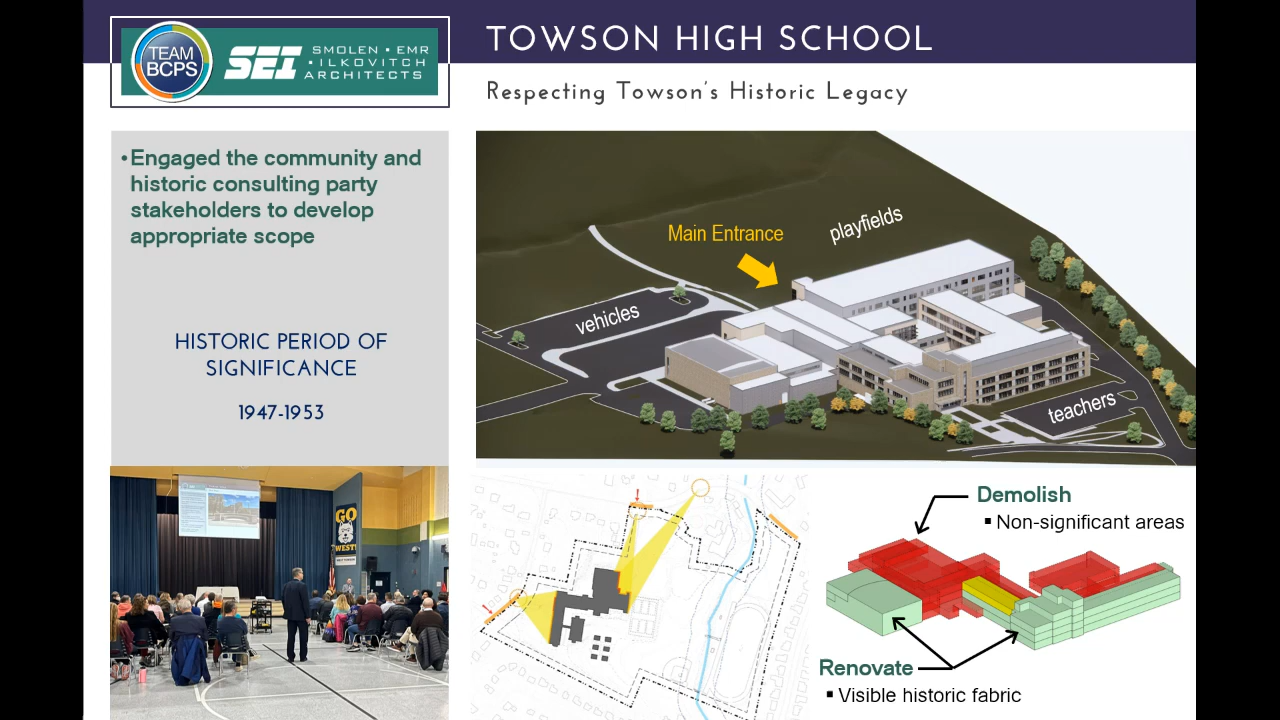 TEAM
BCPS
SEI
SMOLEN • EMR
• ILKOVITCH
ARCHITECTS
TOWSON HIGH SCHOOL
Respecting Towson's Historic Legacy
• Engaged the community and
historic consulting party
stakeholders to develop
appropriate scope
HISTORIC PERIOD OF
SIGNIFICANCE
1947-1953
Main Entrance
playfields
vehicles
teachers
GO
WEST!
Demolish
▪ Non-significant areas
Renovate
▪ Visible historic fabric